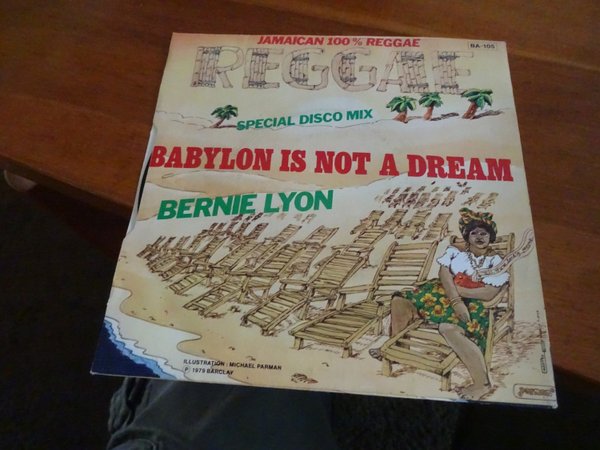 JAMAICAN 100 % REGGAE
BA-105
REGGAE
SPECIAL DISCO MIX
BABYLON IS NOT A DREAM
BERNIE LYON
ILLUSTRATION: MICHAEL PARMAN
℗ 1979 BARCLAY